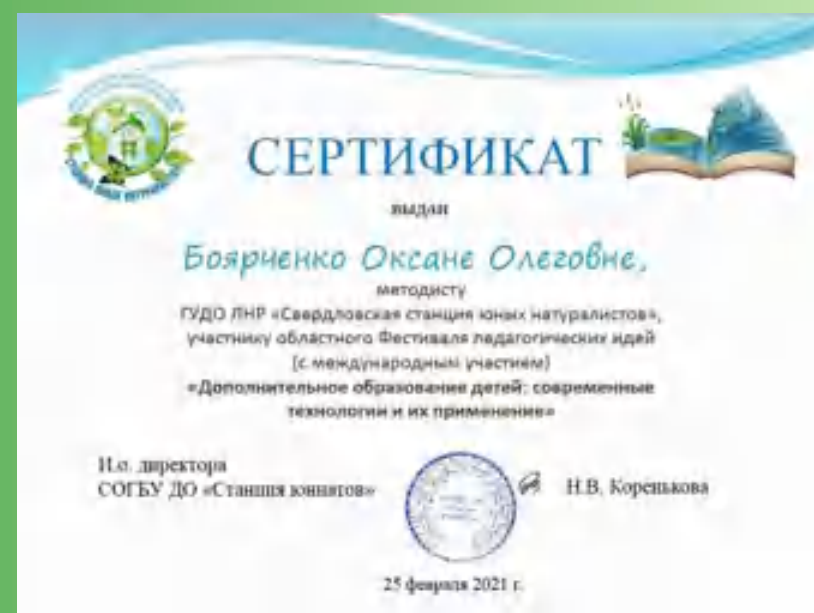 СЕРТИФИКАТ
выдан
Боярченко Оксане Олеговне,
методисту
ГУДО ЛНР «Свердловская станция юных натуралистов»,
участнику областного Фестиваля педагогических идей
(с международным участием)
«Дополнительное образование детей: современные
технологии и их применение»
И.о. директора
СОГБУ ДО «Станция юннатов»
Н.В. Коренькова
25 февраля 2021 г.